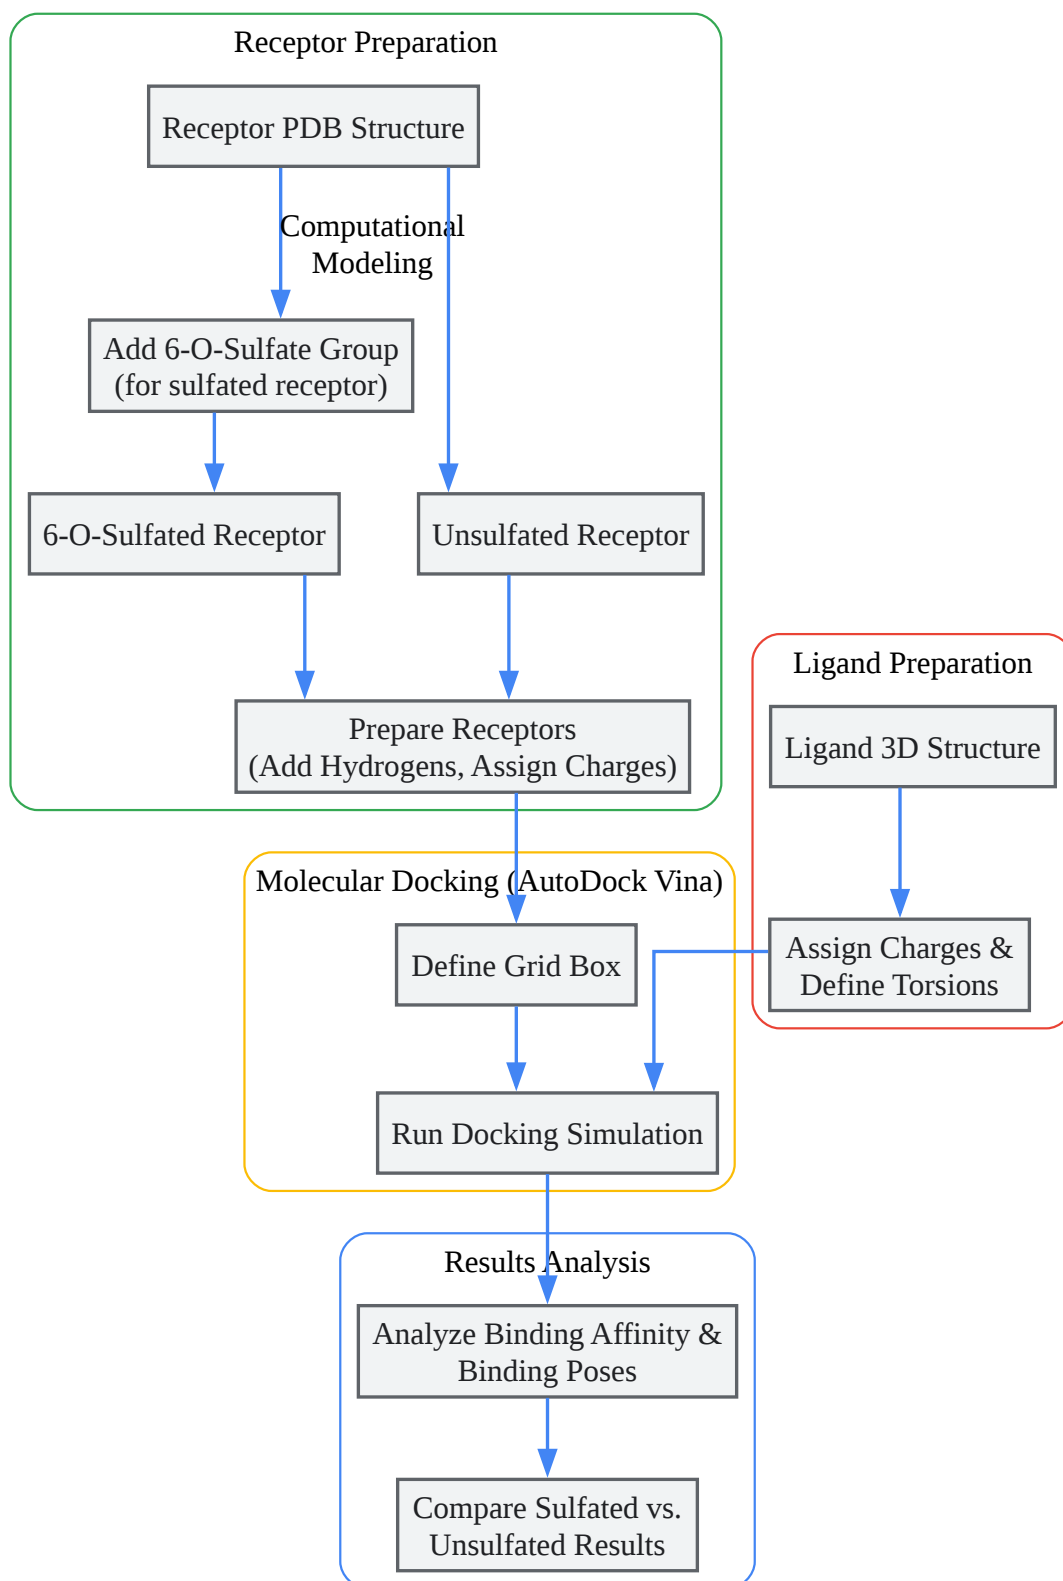 Receptor Preparation
Receptor PDB Structure
Computational
Modeling
Add 6-O-Sulfate Group
(for sulfated receptor)
6-O-Sulfated Receptor
Unsulfated Receptor
Prepare Receptors
(Add Hydrogens, Assign Charges)
Ligand Preparation
Ligand 3D Structure
Assign Charges &
Define Torsions
Molecular Docking (AutoDock Vina)
Define Grid Box
Run Docking Simulation
Results Analysis
Analyze Binding Affinity &
Binding Poses
Compare Sulfated vs.
Unsulfated Results